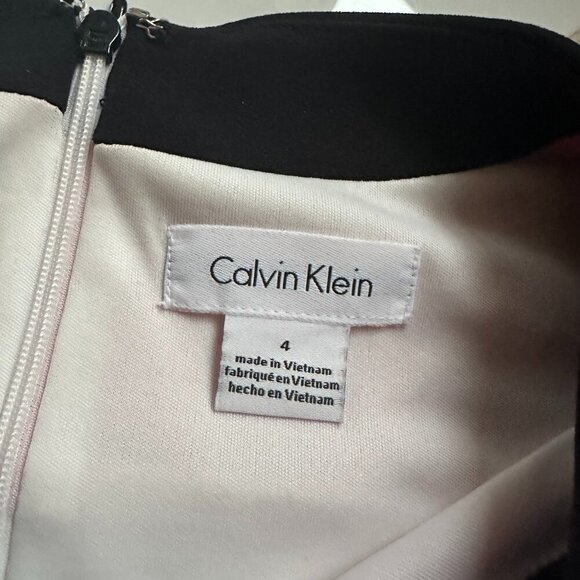 Calvin Klein
4
made in Vietnam
fabriqué en Vietnam
hecho en Vietnam